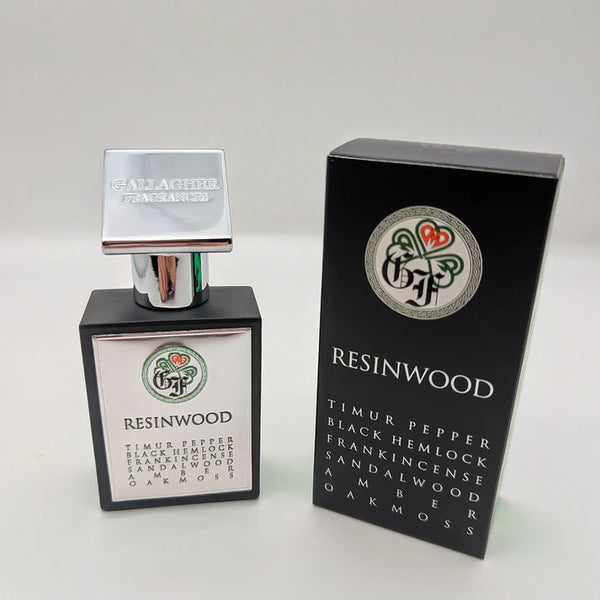 GALLAGHER
FRAGRANCES
GF
RESINWOOD
TIMUR PEPPER
BLACK HEMLOCK
FRANKINCENSE
SANDALWOOD
AMBER
OAKMOSS
GF
RESINWOOD
TIMUR PEPPER
BLACK HEMLOCK
FRANKINCENSE
SANDALWOOD
AMBER
OAKMOSS